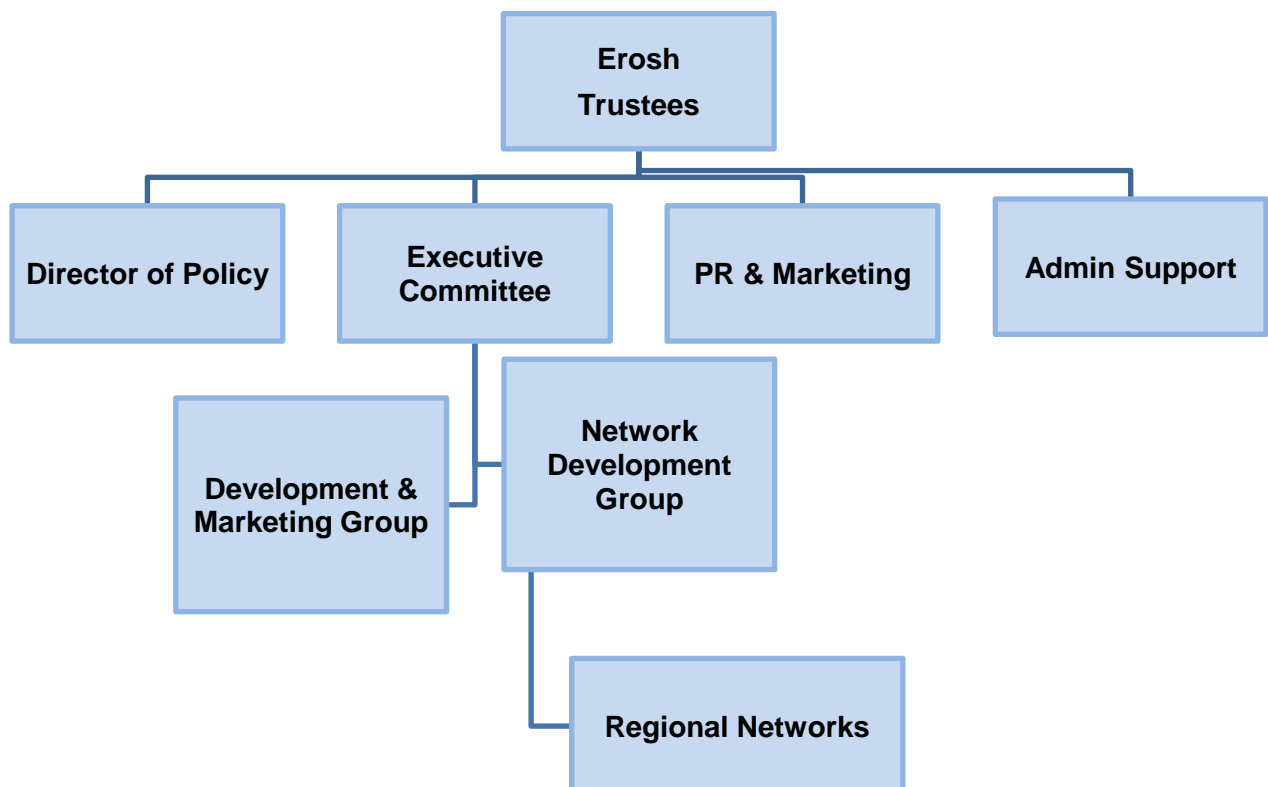 Erosh
Trustees
Director of Policy
Executive
Committee
PR & Marketing
Admin Support
Development &
Marketing Group
Network
Development
Group
Regional Networks